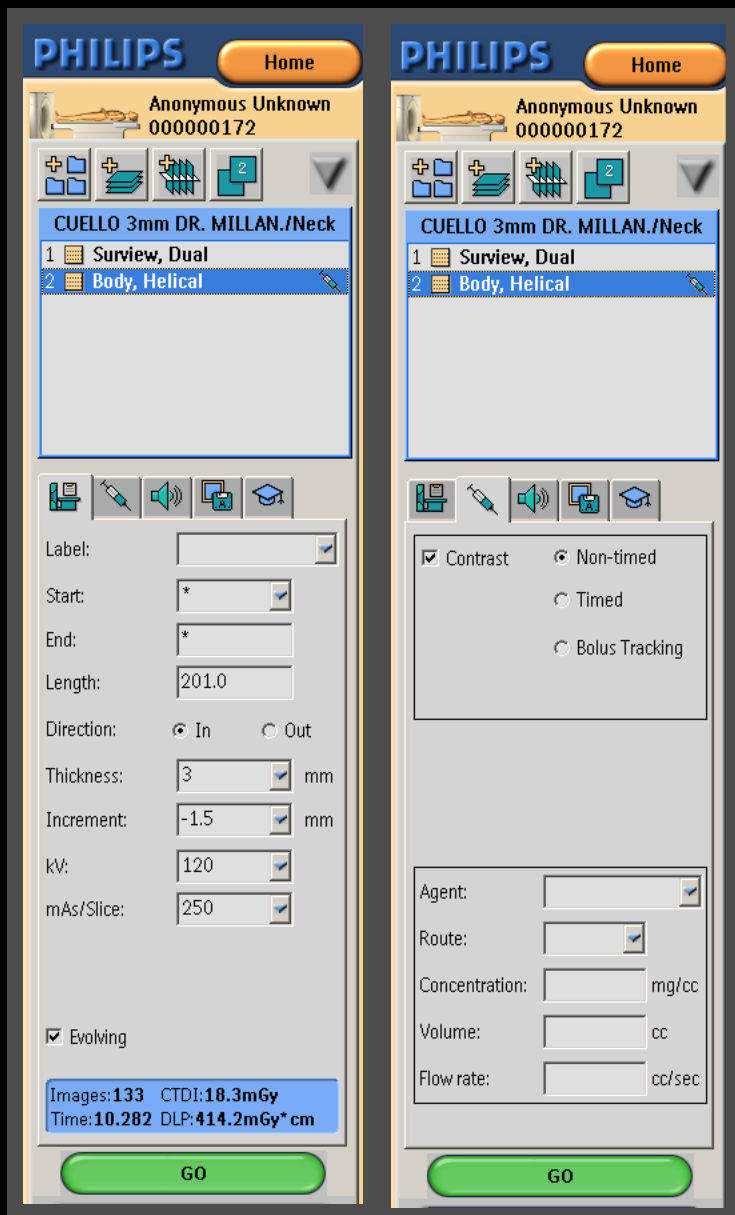 PHILIPS
Home
Anonymous Unknown
000000172
2
CUELLO 3mm DR. MILLAN./Neck
1 Surview, Dual
2 Body, Helical
Label:
Start: *
End: *
Length: 201.0
Direction: In Out
Thickness: 3 mm
Increment: -1.5 mm
kV: 120
mAs/Slice: 250
Evolving
Images:133 CTDI:18.3mGy
Time:10.282 DLP:414.2mGy*cm
GO
PHILIPS
Home
Anonymous Unknown
000000172
2
CUELLO 3mm DR. MILLAN./Neck
1 Surview, Dual
2 Body, Helical
Contrast Non-timed
Timed
Bolus Tracking
Agent:
Route:
Concentration: mg/cc
Volume: cc
Flow rate: cc/sec
GO